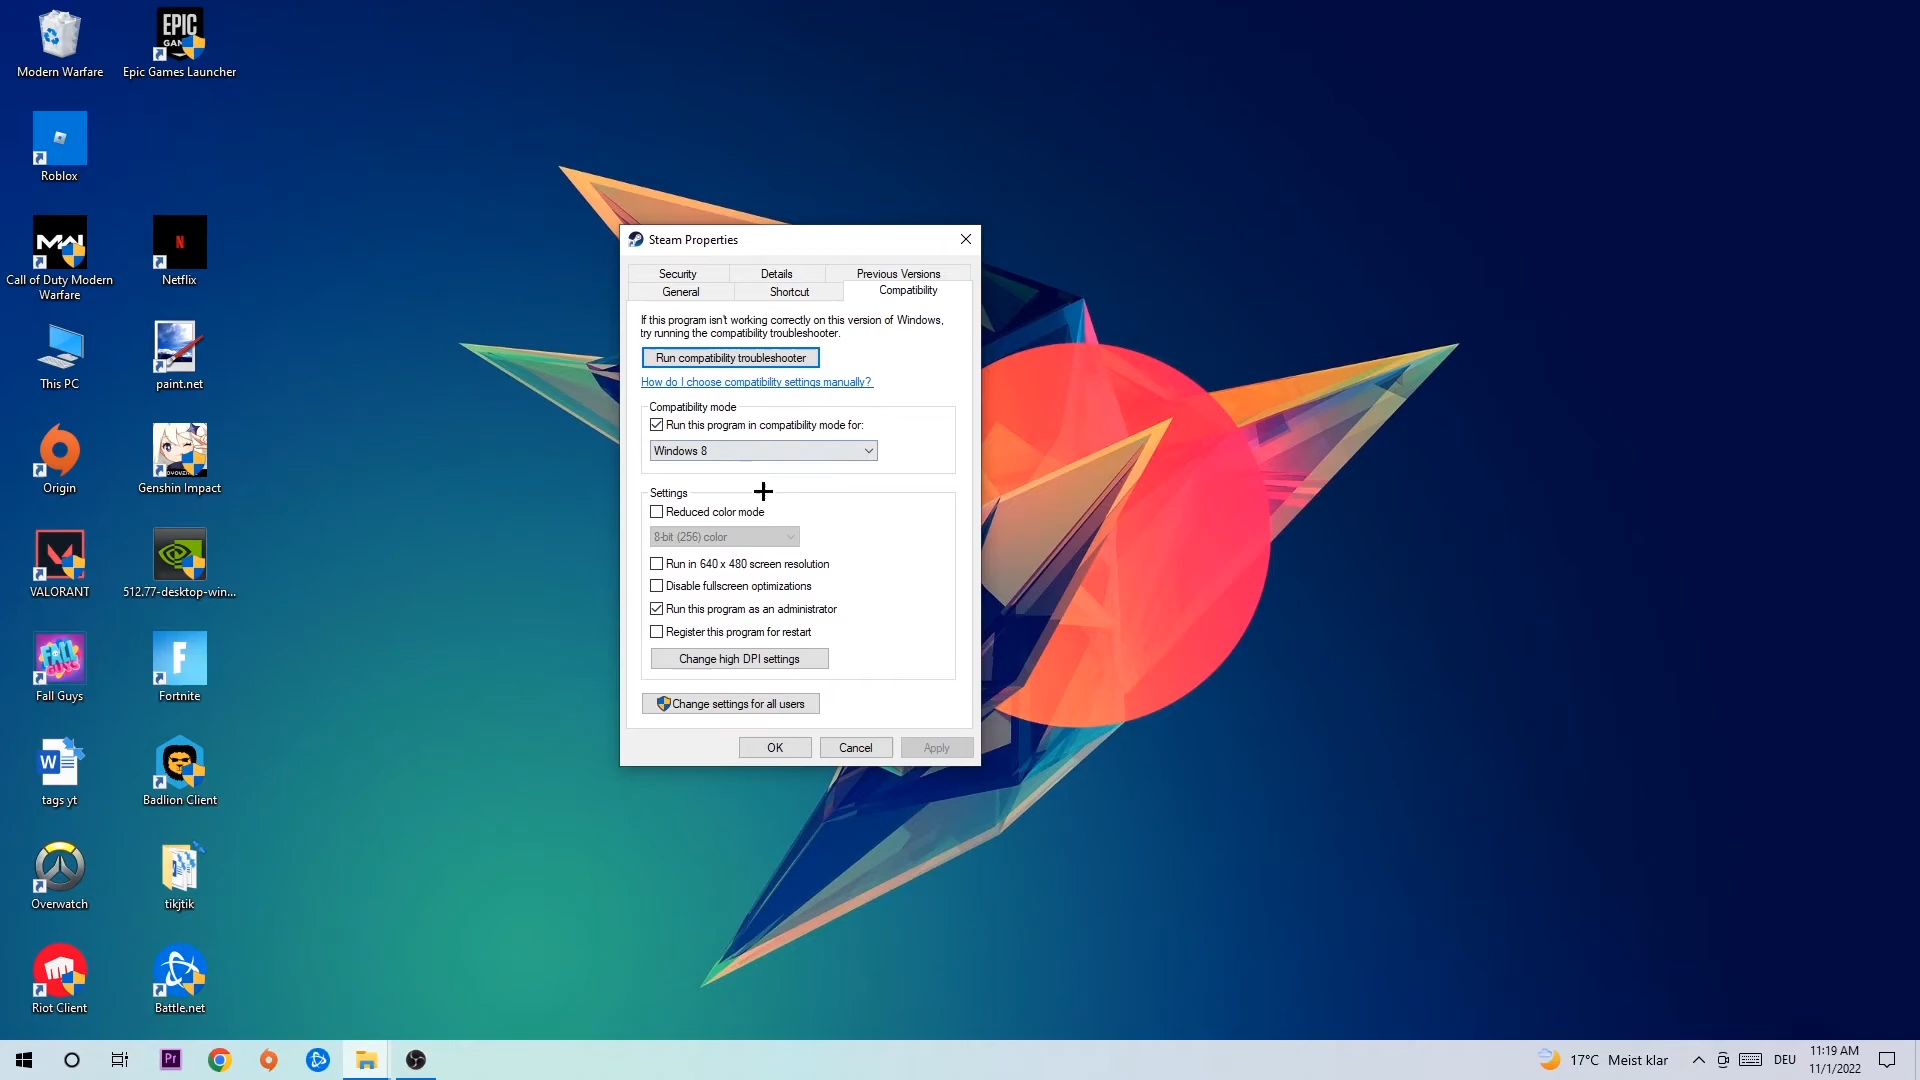 Modern Warfare
EPIC
GAMES
Epic Games Launcher
Roblox
MW
Call of Duty Modern
Warfare
N
Netflix
This PC
paint.net
Origin
Genshin Impact
VALORANT
512.77-desktop-win...
FALL
GUYS
Fall Guys
F
Fortnite
W
tags yt
Badlion Client
Overwatch
tikjtik
Riot Client
Battle.net
Steam Properties
Security
Details
Previous Versions
General
Shortcut
Compatibility
If this program isn't working correctly on this version of Windows,
try running the compatibility troubleshooter.
Run compatibility troubleshooter
How do I choose compatibility settings manually?
Compatibility mode
Run this program in compatibility mode for:
Windows 8
Settings
Reduced color mode
8-bit (256) color
Run in 640 x 480 screen resolution
Disable fullscreen optimizations
Run this program as an administrator
Register this program for restart
Change high DPI settings
Change settings for all users
OK
Cancel
Apply
Pr
17°C Meist klar
DEU
11:19 AM
11/1/2022